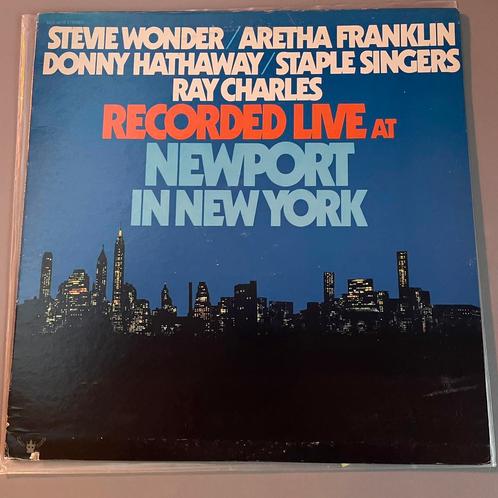 STEVIE WONDER / ARETHA FRANKLIN
DONNY HATHAWAY / STAPLE SINGERS
RAY CHARLES
RECORDED LIVE AT
NEWPORT
IN NEW YORK